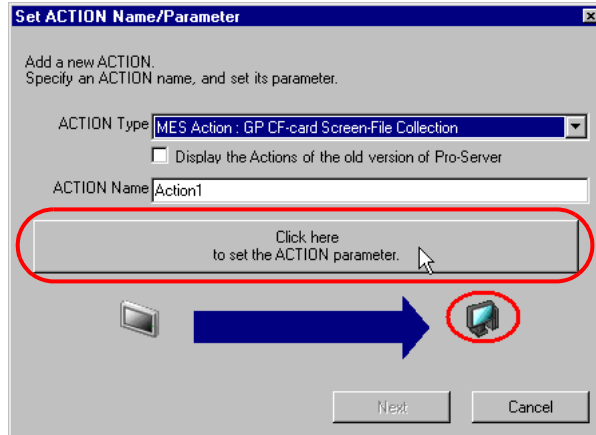 Set ACTION Name/Parameter
Add a new ACTION.
Specify an ACTION name, and set its parameter.
ACTION Type MES Action : GP CF-card Screen-File Collection
Display the Actions of the old version of Pro-Server
ACTION Name Action1
Click here
to set the ACTION parameter.
Next Cancel